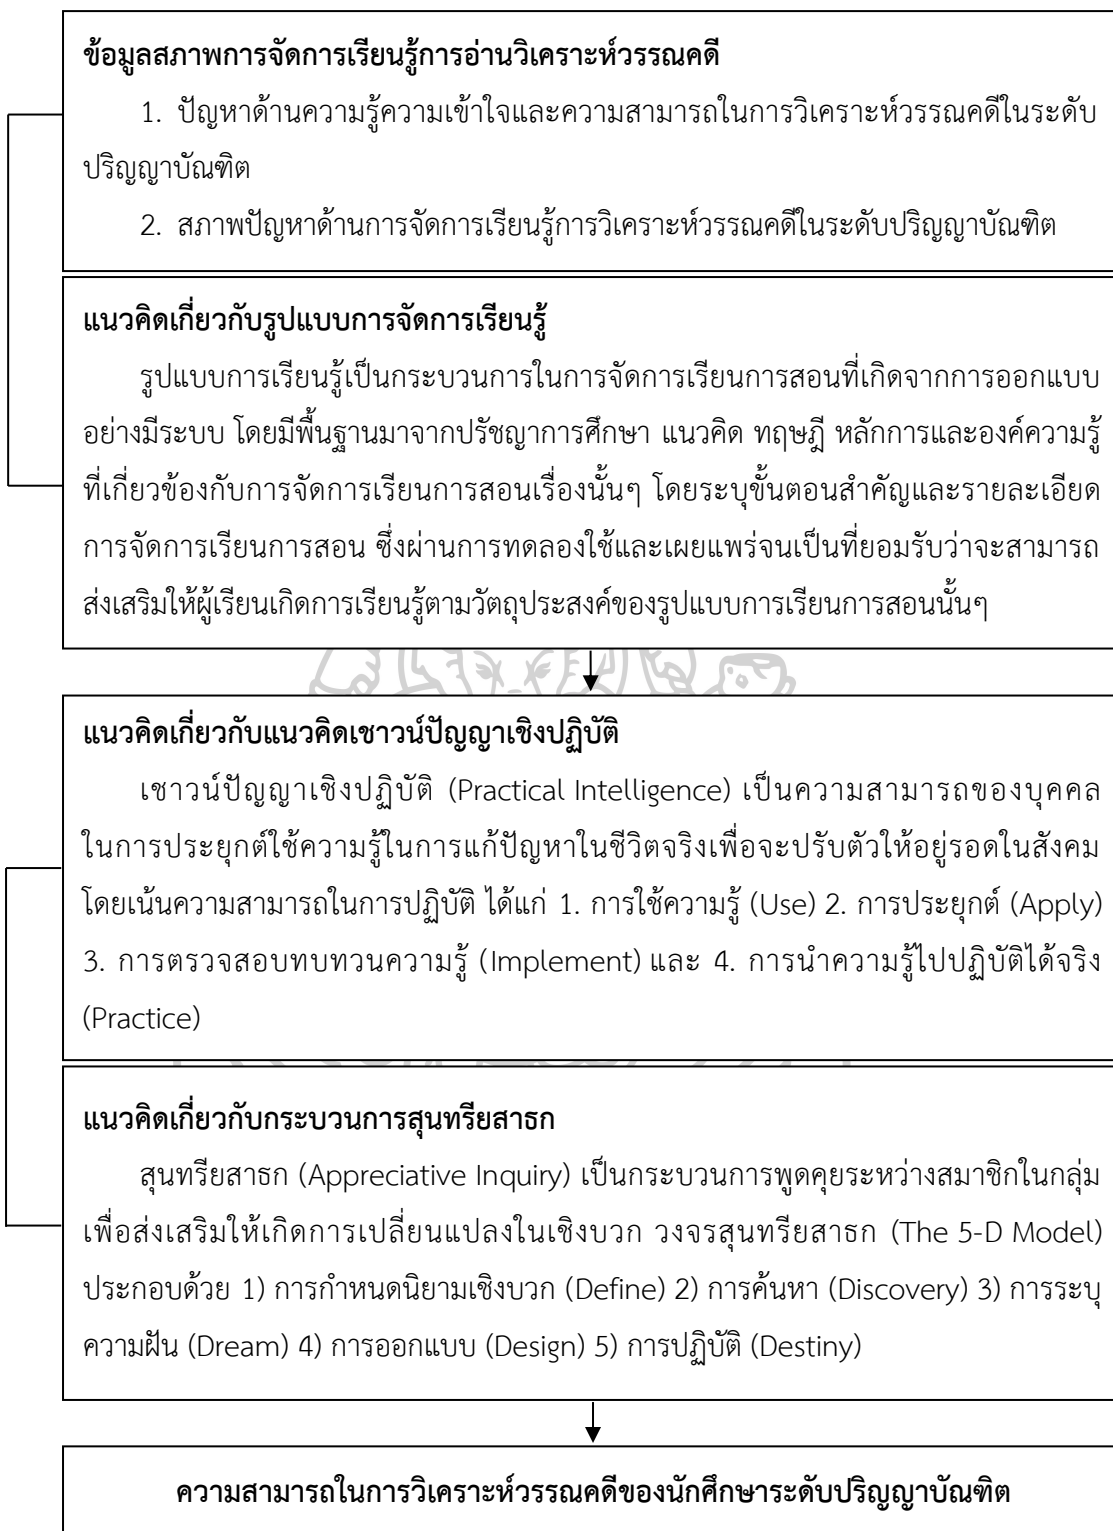 ข้อมูลสภาพการจัดการเรียนรู้การอ่านวิเคราะห์วรรณคดี
1. ปัญหาด้านความรู้ความเข้าใจและความสามารถในการวิเคราะห์วรรณคดีในระดับ
ปริญญาบัณฑิต
2. สภาพปัญหาด้านการจัดการเรียนรู้การวิเคราะห์วรรณคดีในระดับปริญญาบัณฑิต
แนวคิดเกี่ยวกับรูปแบบการจัดการเรียนรู้
รูปแบบการเรียนรู้เป็นกระบวนการในการจัดการเรียนการสอนที่เกิดจากการออกแบบ
อย่างมีระบบ โดยมีพื้นฐานมาจากปรัชญาการศึกษา แนวคิด ทฤษฎี หลักการและองค์ความรู้
ที่เกี่ยวข้องกับการจัดการเรียนการสอนเรื่องนั้นๆ โดยระบุขั้นตอนสำคัญและรายละเอียด
การจัดการเรียนการสอน ซึ่งผ่านการทดลองใช้และเผยแพร่จนเป็นที่ยอมรับว่าจะสามารถ
ส่งเสริมให้ผู้เรียนเกิดการเรียนรู้ตามวัตถุประสงค์ของรูปแบบการเรียนการสอนนั้นๆ
แนวคิดเกี่ยวกับแนวคิดเชาวน์ปัญญาเชิงปฏิบัติ
เชาวน์ปัญญาเชิงปฏิบัติ (Practical Intelligence) เป็นความสามารถของบุคคล
ในการประยุกต์ใช้ความรู้ในการแก้ปัญหาในชีวิตจริงเพื่อจะปรับตัวให้อยู่รอดในสังคม
โดยเน้นความสามารถในการปฏิบัติ ได้แก่ 1. การใช้ความรู้ (Use) 2. การประยุกต์ (Apply)
3. การตรวจสอบทบทวนความรู้ (Implement) และ 4. การนำความรู้ไปปฏิบัติได้จริง
(Practice)
แนวคิดเกี่ยวกับกระบวนการสุนทรียสาธก
สุนทรียสาธก (Appreciative Inquiry) เป็นกระบวนการพูดคุยระหว่างสมาชิกในกลุ่ม
เพื่อส่งเสริมให้เกิดการเปลี่ยนแปลงในเชิงบวก วงจรสุนทรียสาธก (The 5-D Model)
ประกอบด้วย 1) การกำหนดนิยามเชิงบวก (Define) 2) การค้นหา (Discovery) 3) การระบุ
ความฝัน (Dream) 4) การออกแบบ (Design) 5) การปฏิบัติ (Destiny)
ความสามารถในการวิเคราะห์วรรณคดีของนักศึกษาระดับปริญญาบัณฑิต